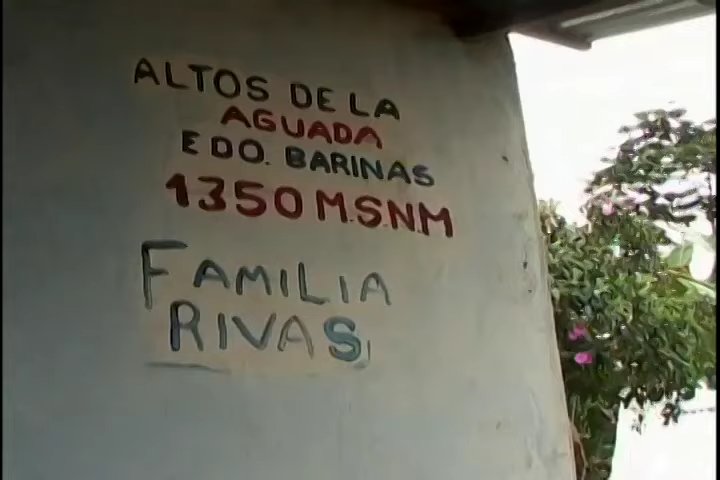 ALTOS DE LA
AGUADA
EDO. BARINAS
1350 M.S.N.M
FAMILIA
RIVAS